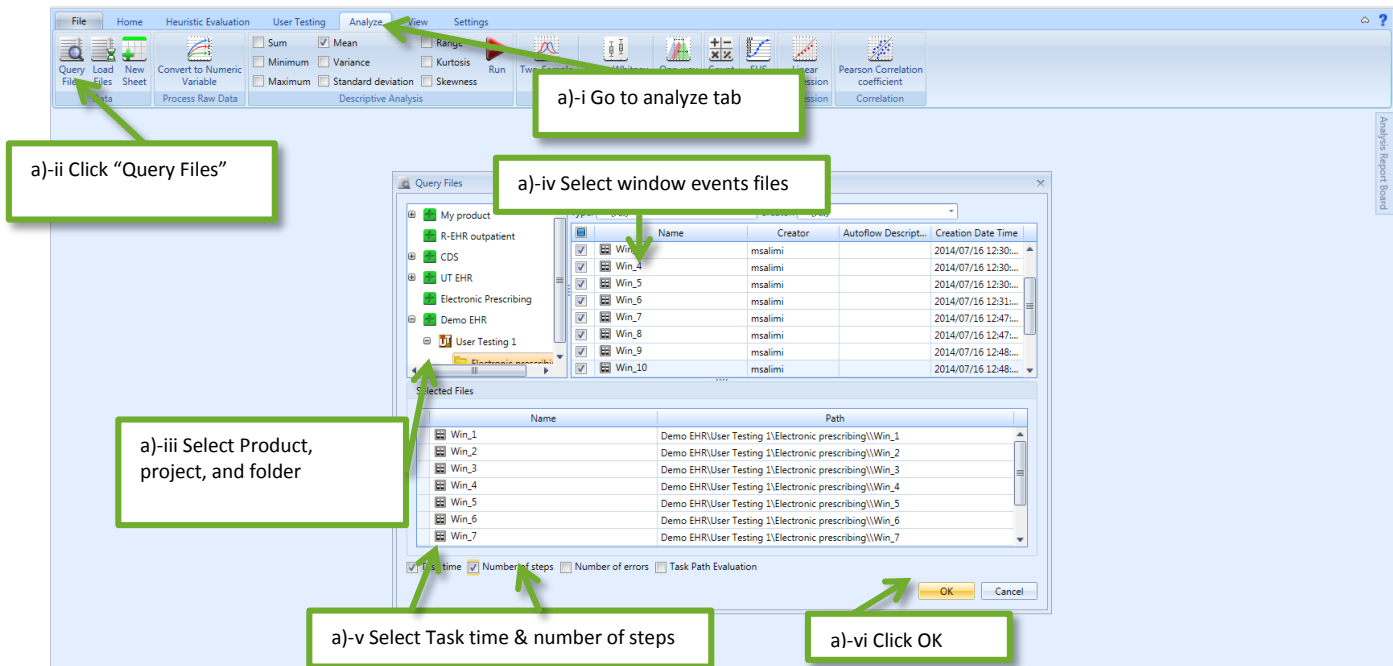 File Home Heuristic Evaluation User Testing Analyze View Settings
Sum Mean Range
Minimum Variance Kurtosis
Maximum Standard deviation Skewness
Query Load New
Files Sheet
Convert to Numeric
Variable
Run
Pearson Correlation
coefficient
Data Process Raw Data Descriptive Analysis Correlation
a)-i Go to analyze tab
a)-ii Click “Query Files”
Analysis Report Board
Query Files
a)-iv Select window events files
My product
R-EHR outpatient
CDS
UT EHR
Electronic Prescribing
Demo EHR
User Testing 1
Name Creator Autoflow Descript... Creation Date Time
msalimi 2014/07/16 12:30:...
Win_4 msalimi 2014/07/16 12:30:...
Win_5 msalimi 2014/07/16 12:30:...
Win_6 msalimi 2014/07/16 12:31:...
Win_7 msalimi 2014/07/16 12:47:...
Win_8 msalimi 2014/07/16 12:47:...
Win_9 msalimi 2014/07/16 12:48:...
Win_10 msalimi 2014/07/16 12:48:...
Selected Files
a)-iii Select Product,
project, and folder
Name Path
Win_1 Demo EHR\User Testing 1\Electronic prescribing\\Win_1
Win_2 Demo EHR\User Testing 1\Electronic prescribing\\Win_2
Win_3 Demo EHR\User Testing 1\Electronic prescribing\\Win_3
Win_4 Demo EHR\User Testing 1\Electronic prescribing\\Win_4
Win_5 Demo EHR\User Testing 1\Electronic prescribing\\Win_5
Win_6 Demo EHR\User Testing 1\Electronic prescribing\\Win_6
Win_7 Demo EHR\User Testing 1\Electronic prescribing\\Win_7
time Number of steps Number of errors Task Path Evaluation
OK Cancel
a)-v Select Task time & number of steps
a)-vi Click OK